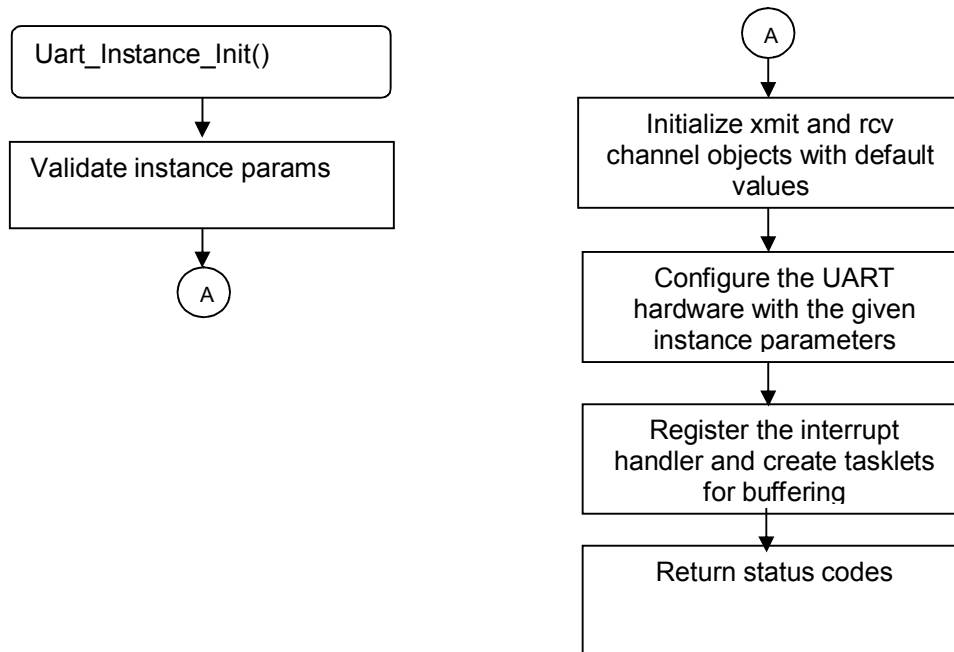 Uart_Instance_Init()
Validate instance params
A
A
Initialize xmit and rcv
channel objects with default
values
Configure the UART
hardware with the given
instance parameters
Register the interrupt
handler and create tasklets
for buffering
Return status codes